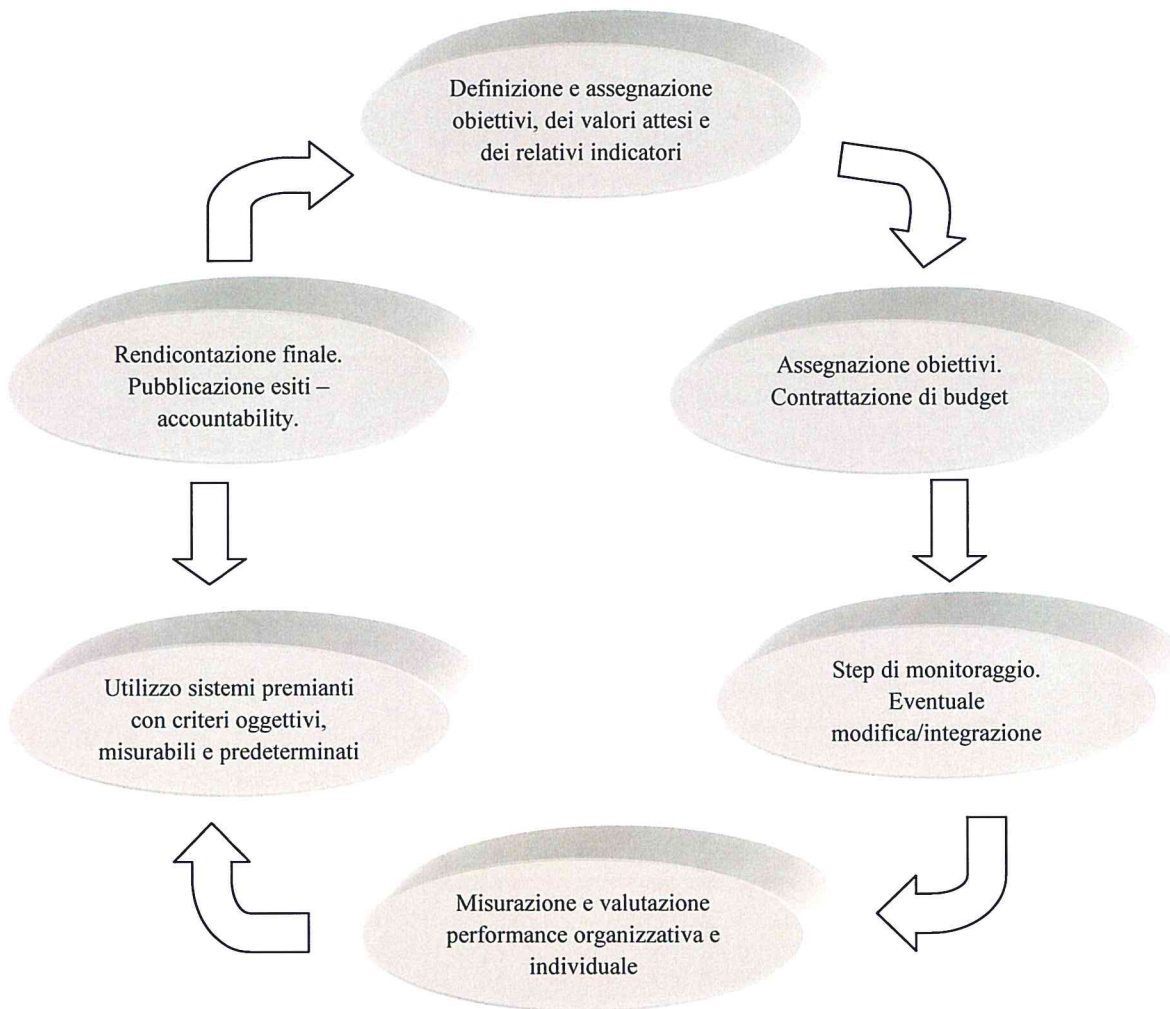 Definizione e assegnazione
obiettivi, dei valori attesi e
dei relativi indicatori
Rendicontazione finale.
Pubblicazione esiti –
accountability.
Assegnazione obiettivi.
Contrattazione di budget
Utilizzo sistemi premianti
con criteri oggettivi,
misurabili e predeterminati
Step di monitoraggio.
Eventuale
modifica/integrazione
Misurazione e valutazione
performance organizzativa e
individuale